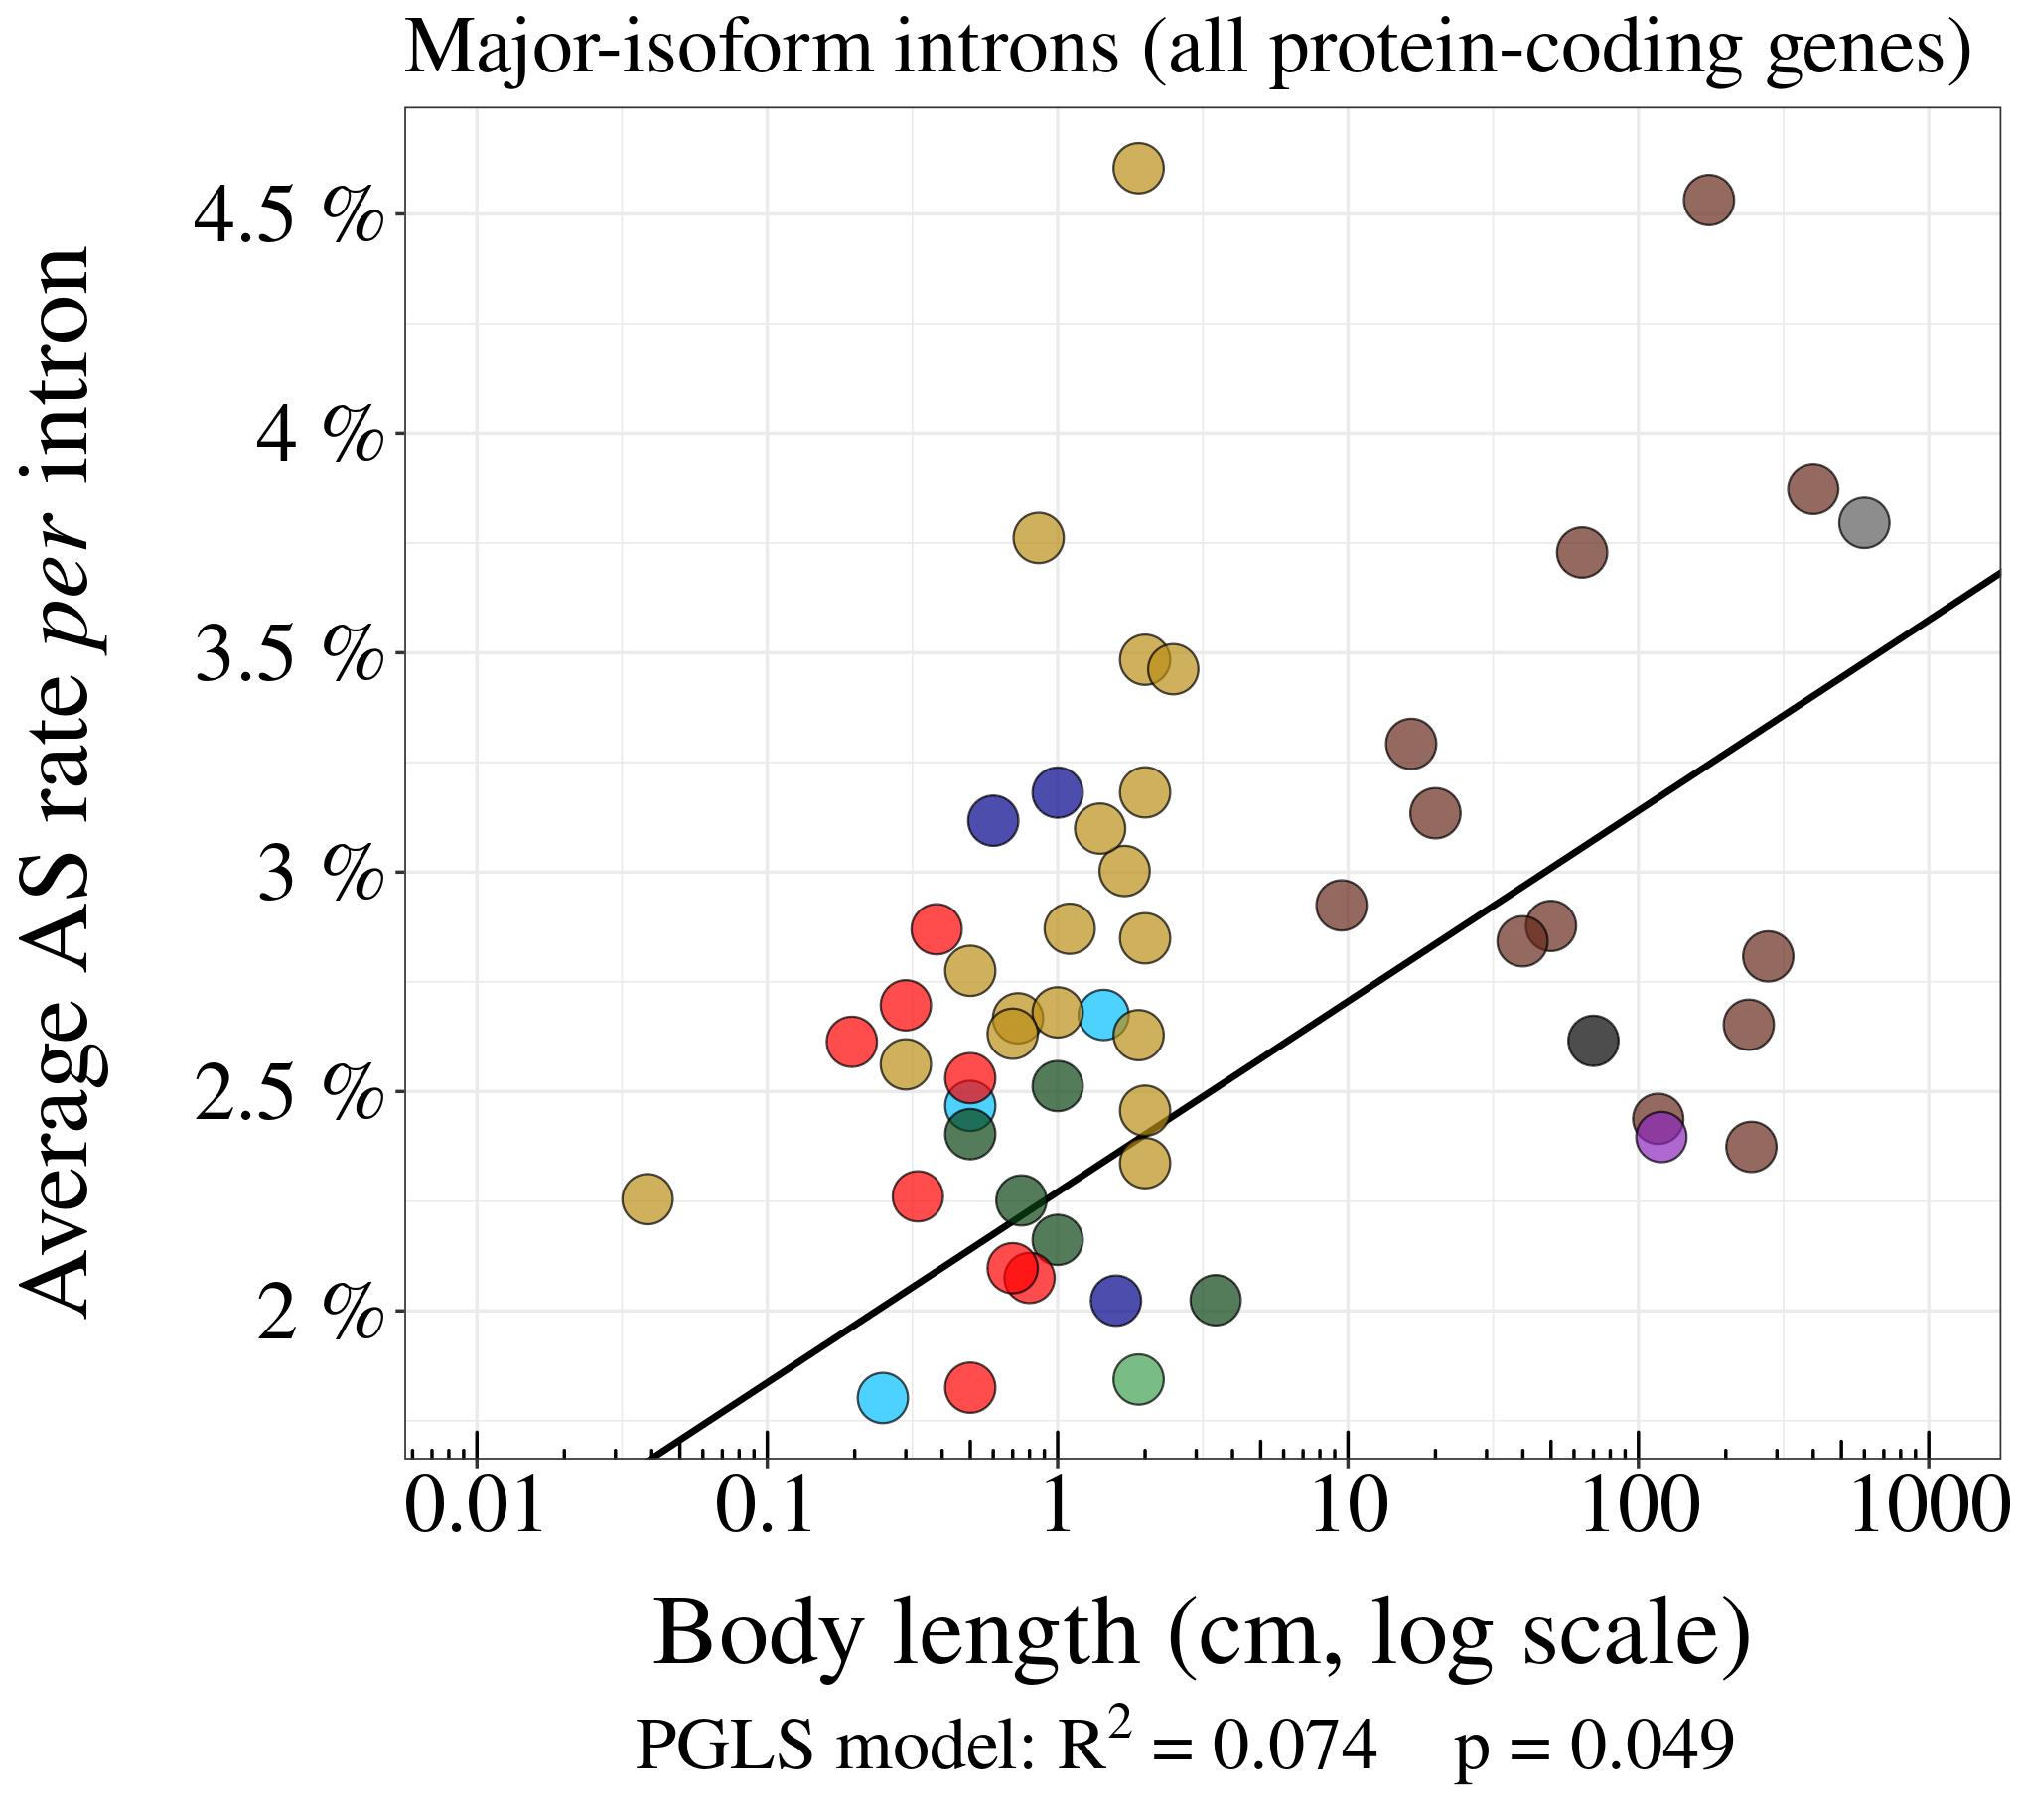 Major-isoform introns (all protein-coding genes)
Average AS rate per intron
4.5 %
4 %
3.5 %
3 %
2.5 %
2 %
0.01 0.1 1 10 100 1000
Body length (cm, log scale)
PGLS model: R² = 0.074 p = 0.049